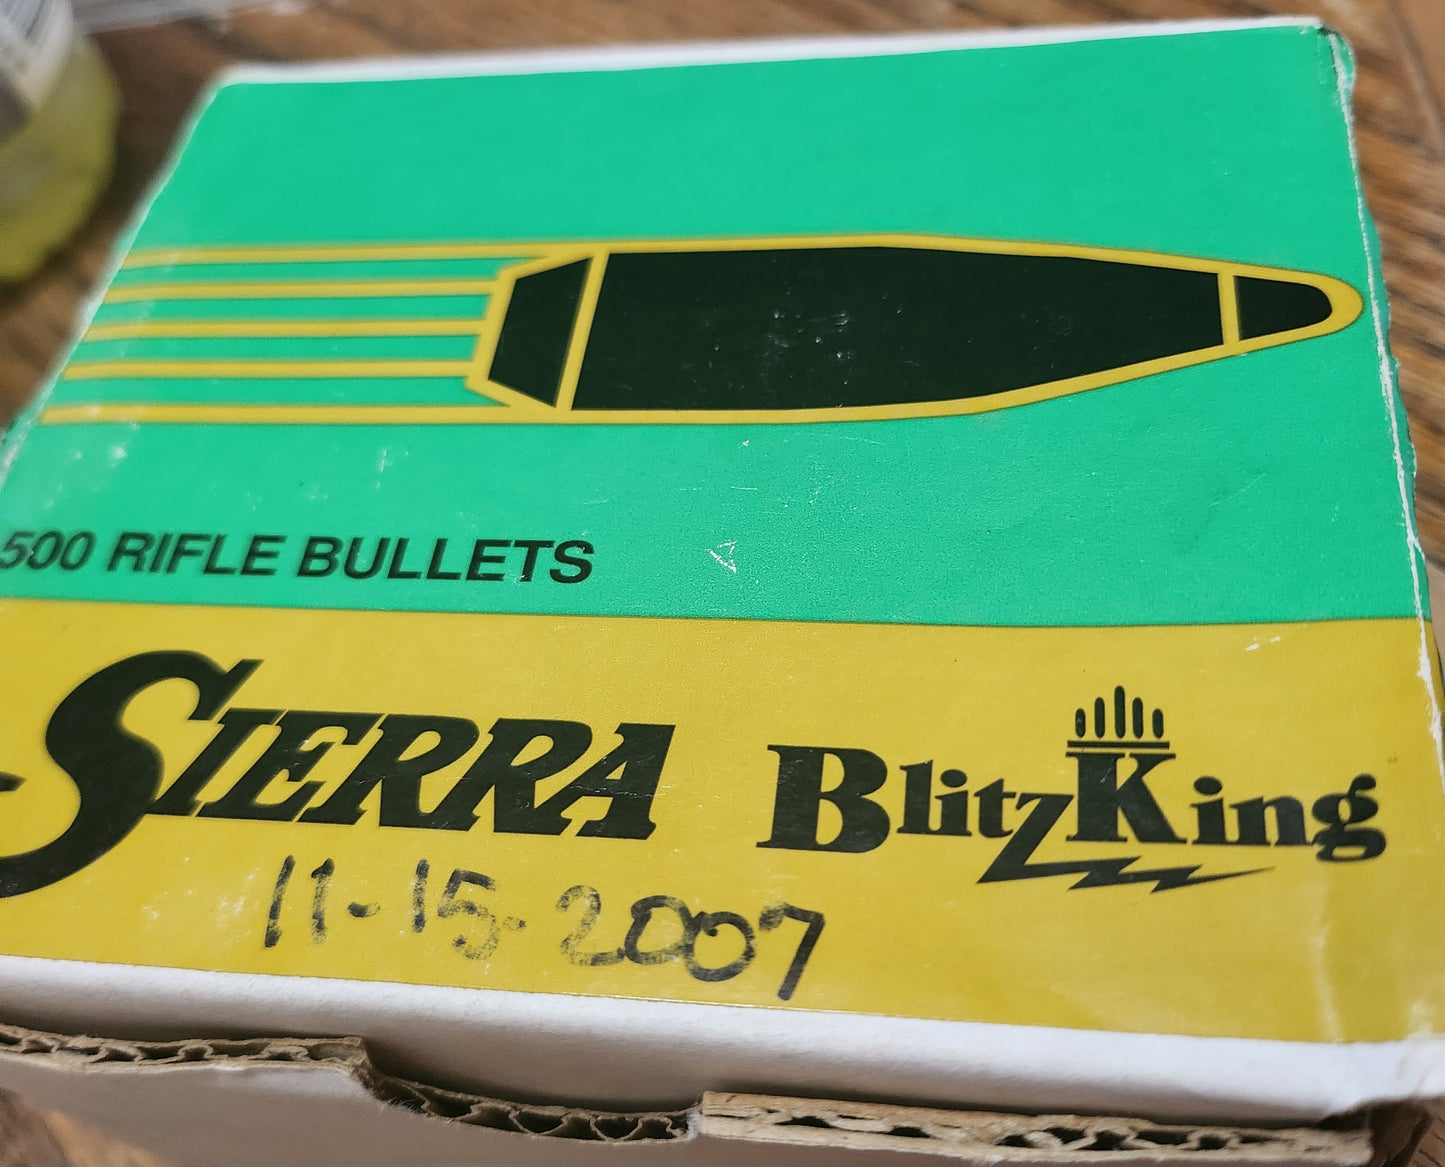 500 RIFLE BULLETS
SIERRA BlitzKing
11-15-2007